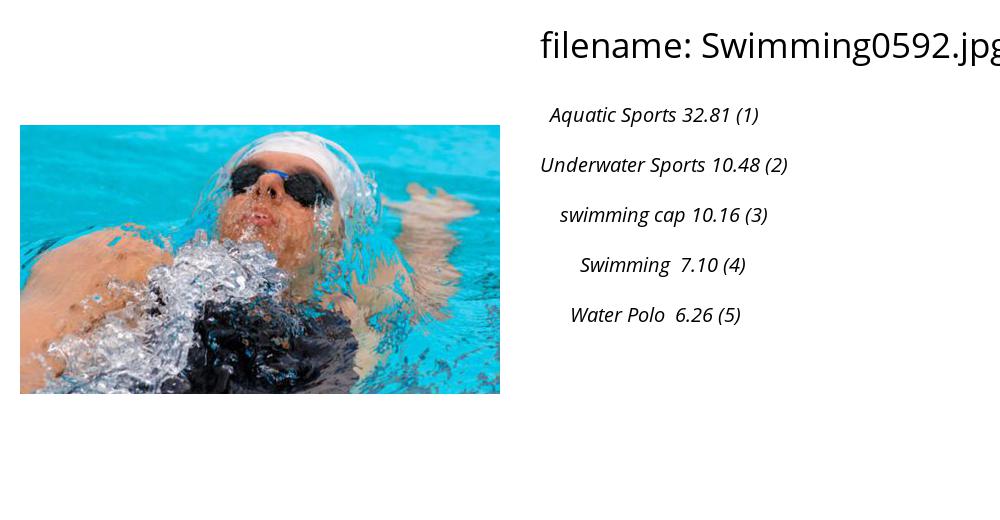 filename: Swimming0592.jpg
Aquatic Sports 32.81 (1)
Underwater Sports 10.48 (2)
swimming cap 10.16 (3)
Swimming 7.10 (4)
Water Polo 6.26 (5)